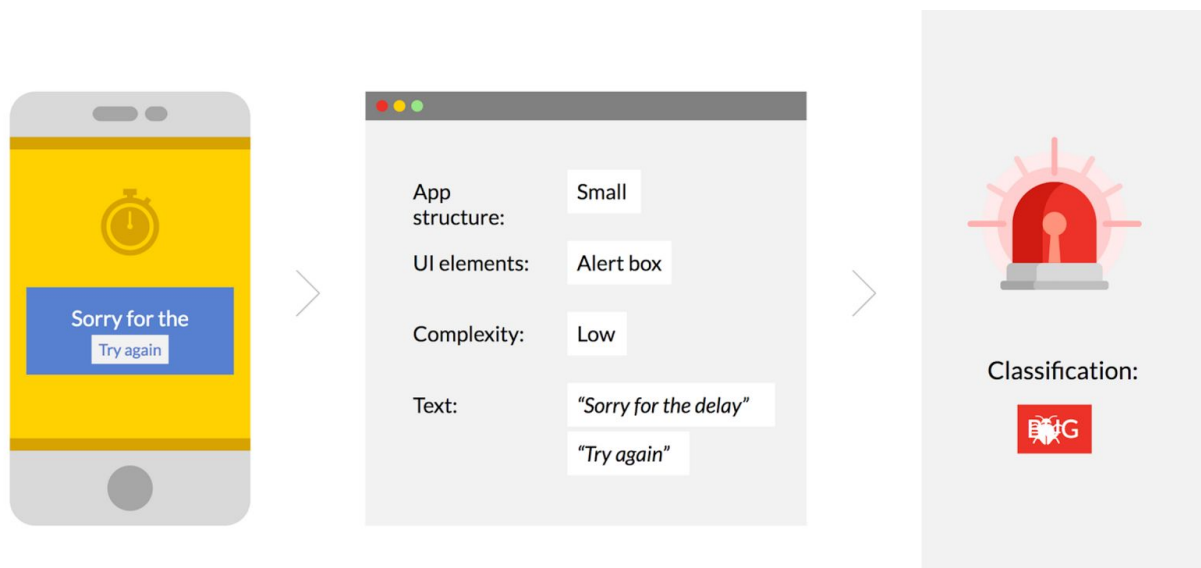 Sorry for the
Try again
App
structure:
Small
UI elements:
Alert box
Complexity:
Low
Text:
“Sorry for the delay”
“Try again”
Classification:
BUG